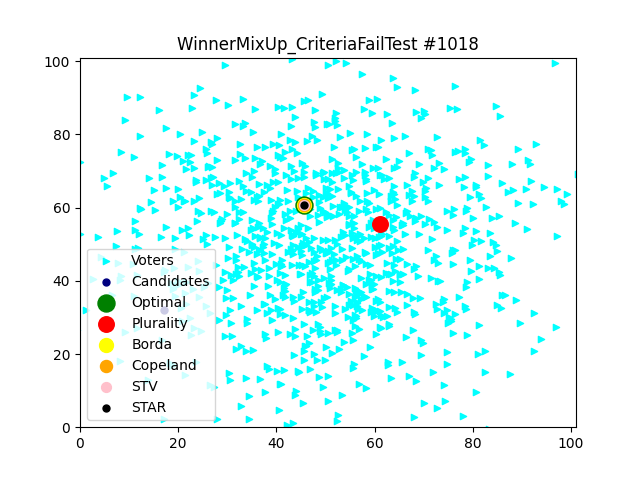 WinnerMixUp_CriteriaFailTest #1018
100
80
60
40
20
0
Voters
Candidates
Optimal
Plurality
Borda
Copeland
STV
STAR
0 20 40 60 80 100